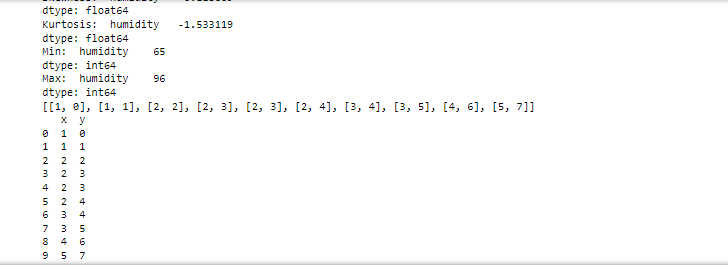 dtype: float64
Kurtosis:  humidity   -1.533119
dtype: float64
Min:  humidity    65
dtype: int64
Max:  humidity    96
dtype: int64
[[1, 0], [1, 1], [2, 2], [2, 3], [2, 3], [2, 4], [3, 4], [3, 5], [4, 6], [5, 7]]
   x  y
0  1  0
1  1  1
2  2  2
3  2  3
4  2  3
5  2  4
6  3  4
7  3  5
8  4  6
9  5  7